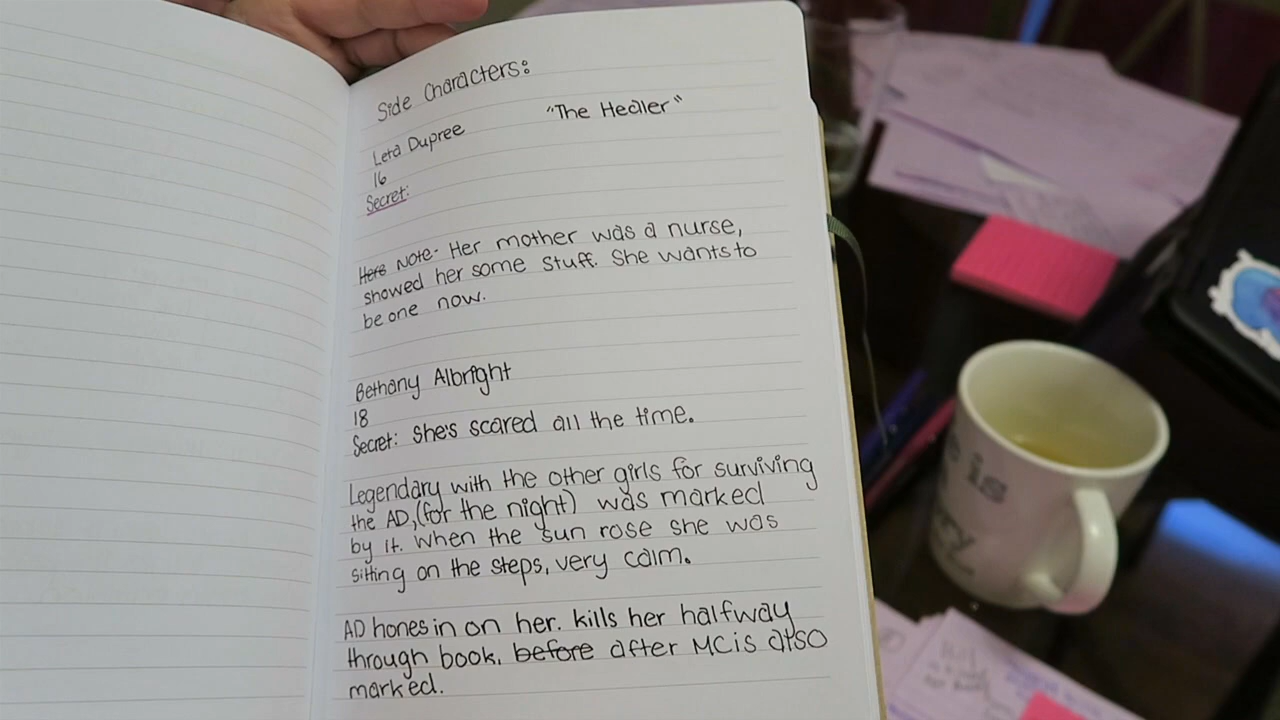 Side Characters:
"The Healer"
Leta Dupree
16
Secret:
Here Note- Her mother was a nurse,
showed her some stuff. She wants to
be one now.
Bethany Albright
18
Secret: She's scared all the time.
Legendary with the other girls for surviving
the AD, (for the night) was marked
by it. When the sun rose she was
sitting on the steps, very calm.
AD hones in on her. kills her halfway
through book. before after MC is also
marked.
is